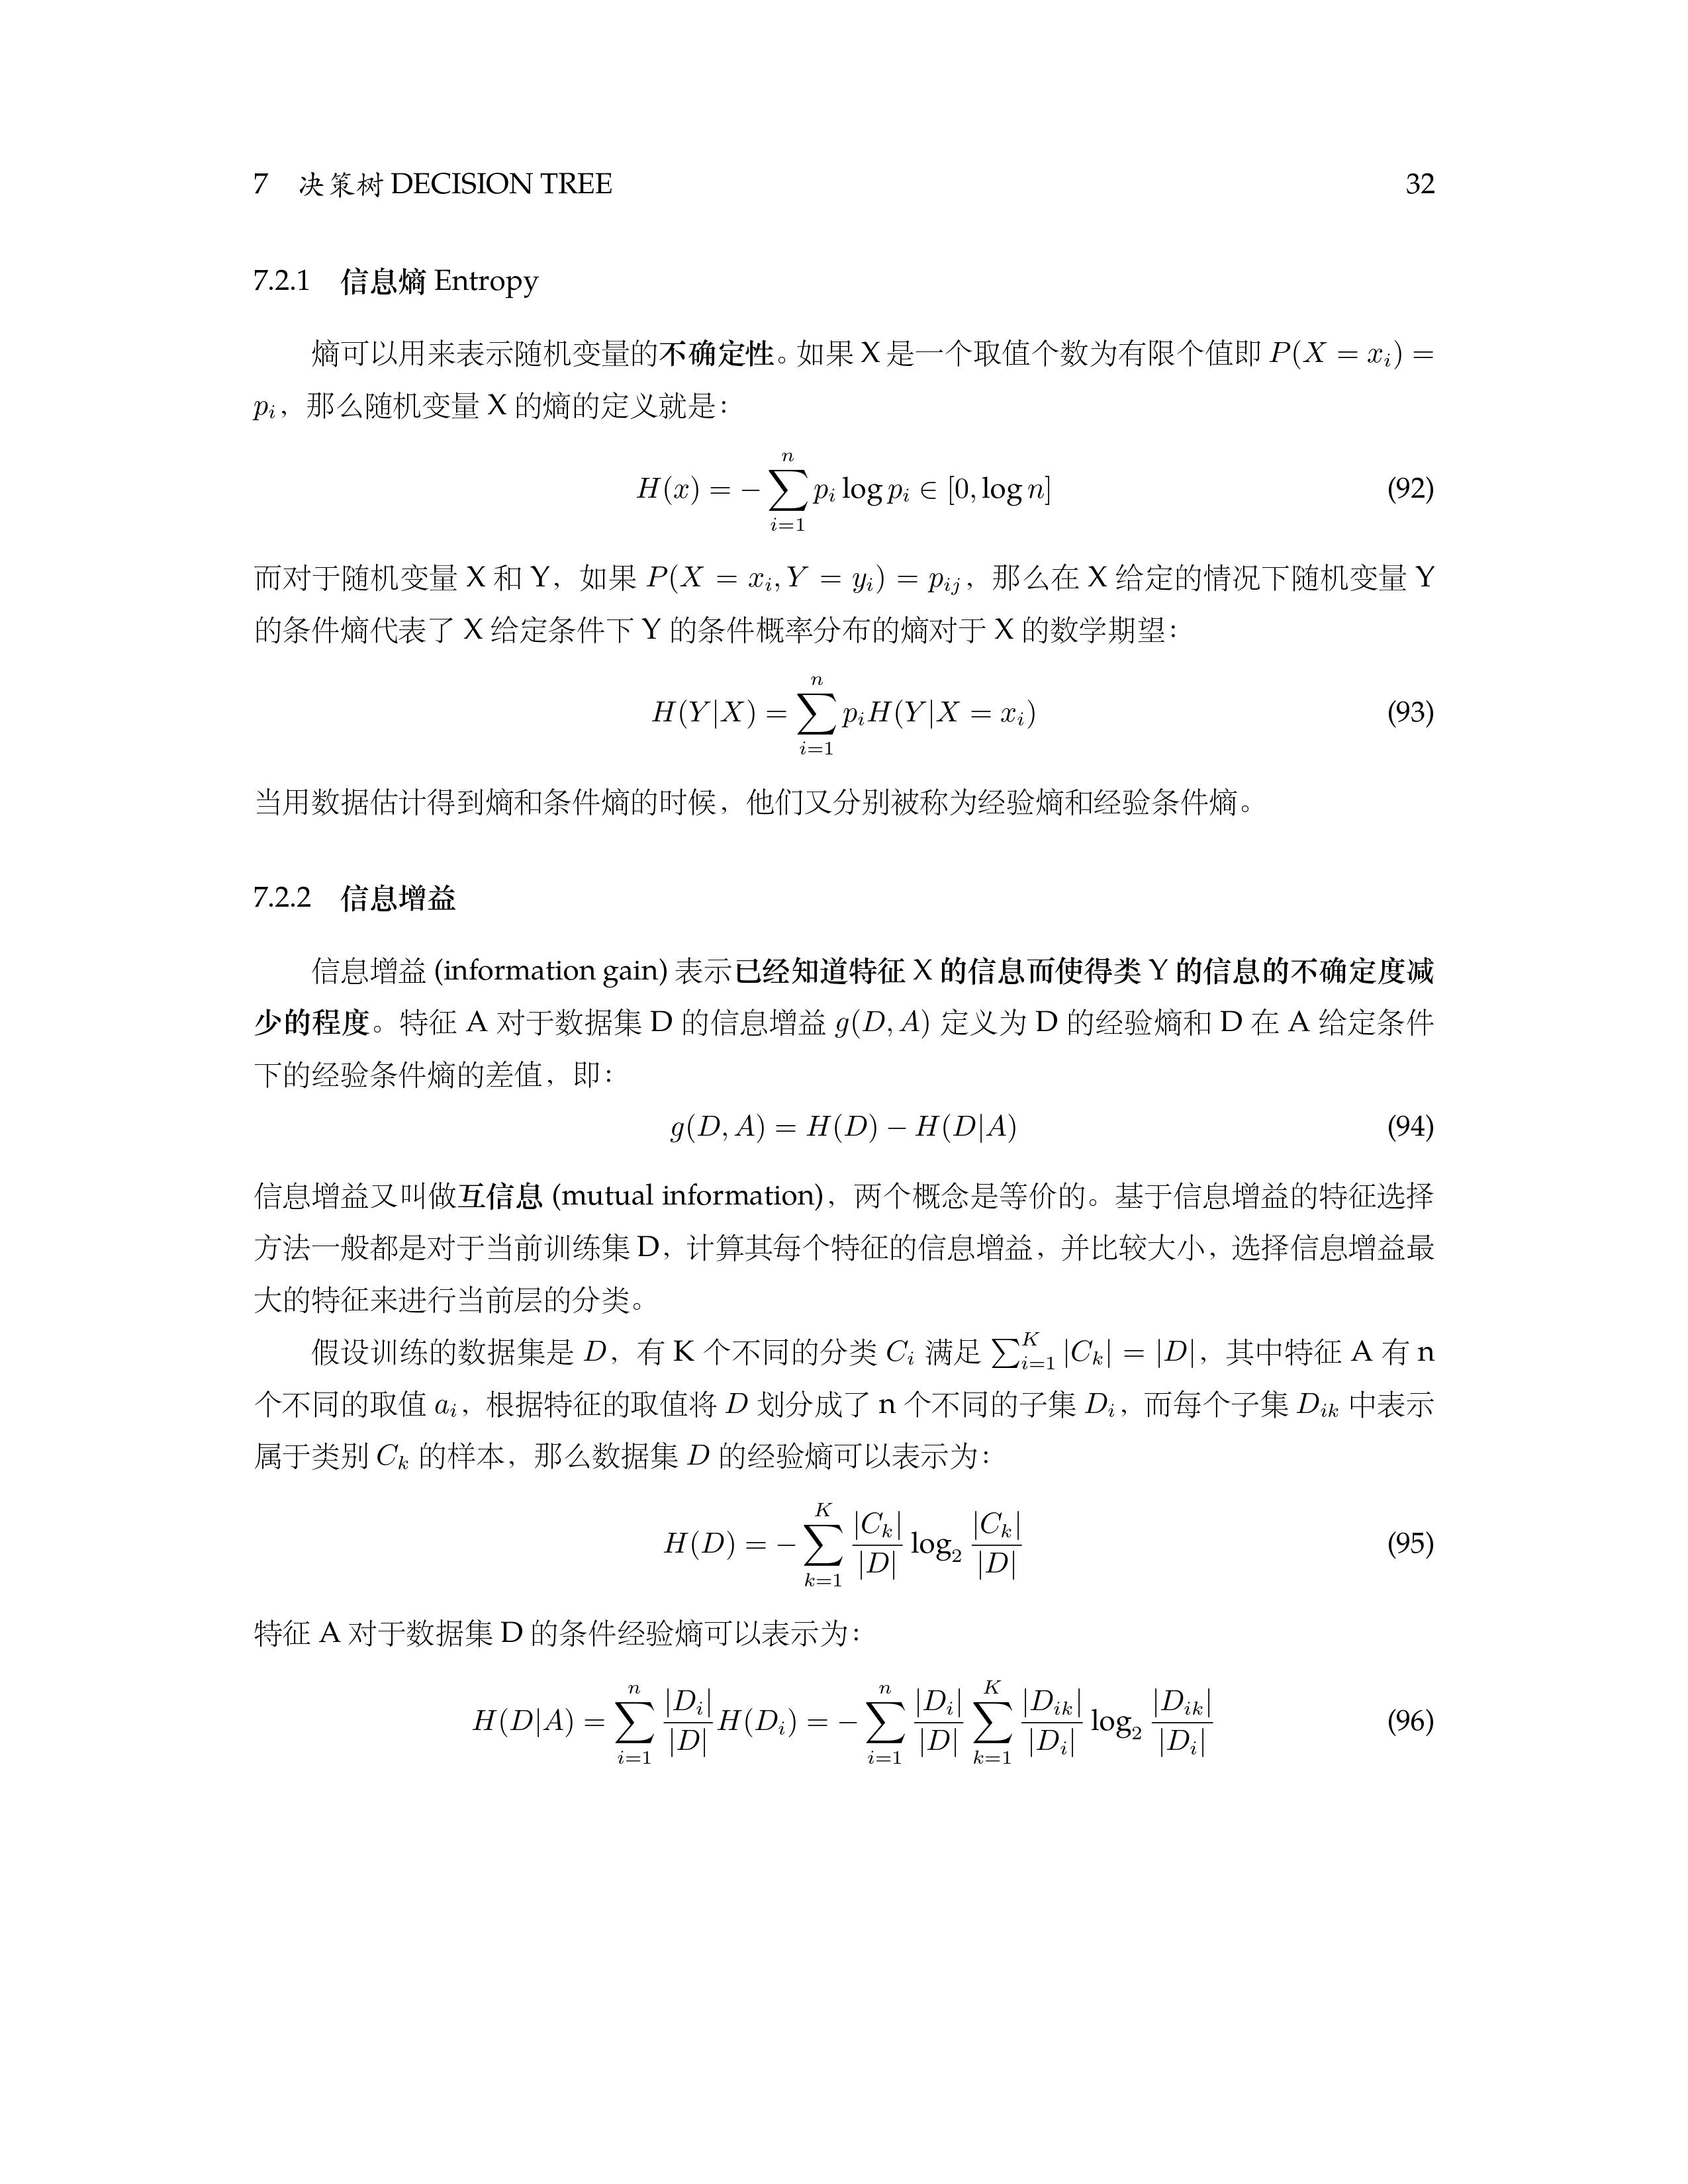 7 决策树 DECISION TREE 32
7.2.1 信息熵 Entropy
熵可以用来表示随机变量的不确定性。如果 X 是一个取值个数为有限个值即 $P(X = x_i) =$
$p_i$，那么随机变量 X 的熵的定义就是：
$H(x) = -\sum_{i=1}^{n} p_i \log p_i \in [0, \log n]$ (92)
而对于随机变量 X 和 Y，如果 $P(X = x_i, Y = y_i) = p_{ij}$，那么在 X 给定的情况下随机变量 Y
的条件熵代表了 X 给定条件下 Y 的条件概率分布的熵对于 X 的数学期望：
$H(Y|X) = \sum_{i=1}^{n} p_i H(Y|X = x_i)$ (93)
当用数据估计得到熵和条件熵的时候，他们又分别被称为经验熵和经验条件熵。
7.2.2 信息增益
信息增益 (information gain) 表示已经知道特征 X 的信息而使得类 Y 的信息的不确定度减
少的程度。特征 A 对于数据集 D 的信息增益 $g(D, A)$ 定义为 D 的经验熵和 D 在 A 给定条件
下的经验条件熵的差值，即：
$g(D, A) = H(D) - H(D|A)$ (94)
信息增益又叫做互信息 (mutual information)，两个概念是等价的。基于信息增益的特征选择
方法一般都是对于当前训练集 D，计算其每个特征的信息增益，并比较大小，选择信息增益最
大的特征来进行当前层的分类。
假设训练的数据集是 $D$，有 K 个不同的分类 $C_i$ 满足 $\sum_{i=1}^{K} |C_k| = |D|$，其中特征 A 有 n
个不同的取值 $a_i$，根据特征的取值将 $D$ 划分成了 n 个不同的子集 $D_i$，而每个子集 $D_{ik}$ 中表示
属于类别 $C_k$ 的样本，那么数据集 $D$ 的经验熵可以表示为：
$H(D) = -\sum_{k=1}^{K} \frac{|C_k|}{|D|} \log_2 \frac{|C_k|}{|D|}$ (95)
特征 A 对于数据集 D 的条件经验熵可以表示为：
$H(D|A) = \sum_{i=1}^{n} \frac{|D_i|}{|D|} H(D_i) = -\sum_{i=1}^{n} \frac{|D_i|}{|D|} \sum_{k=1}^{K} \frac{|D_{ik}|}{|D_i|} \log_2 \frac{|D_{ik}|}{|D_i|}$ (96)